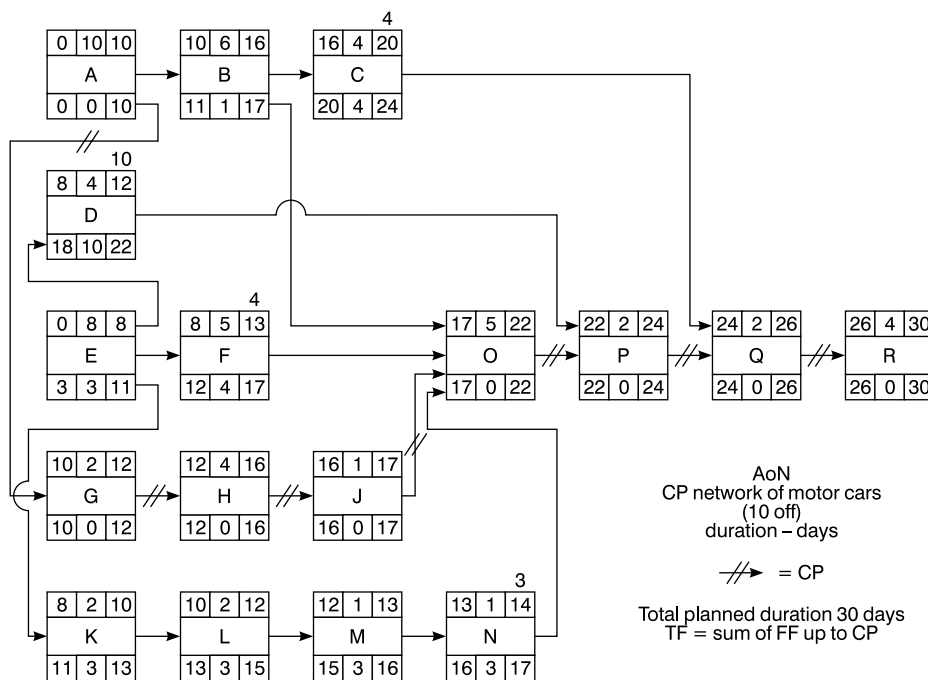 4
0 10 10 10 6 16 16 4 20
A B C
0 0 10 11 1 17 20 4 24
10
8 4 12
D
18 10 22
4
0 8 8 8 5 13 17 5 22 22 2 24 24 2 26 26 4 30
E F O P Q R
3 3 11 12 4 17 17 0 22 22 0 24 24 0 26 26 0 30
10 2 12 12 4 16 16 1 17
G H J
10 0 12 12 0 16 16 0 17
AoN
CP network of motor cars
(10 off)
duration – days
= CP
Total planned duration 30 days
TF = sum of FF up to CP
3
8 2 10 10 2 12 12 1 13 13 1 14
K L M N
11 3 13 13 3 15 15 3 16 16 3 17